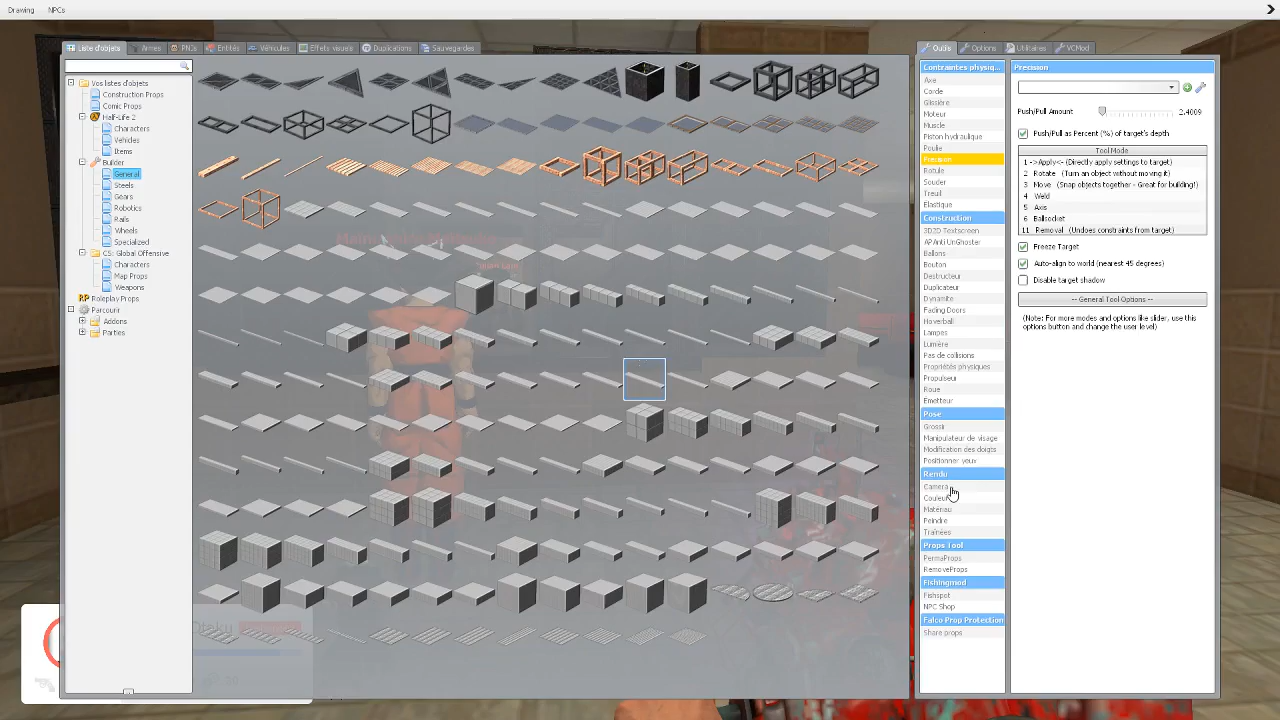 Drawing NPCs
Liste d'objets Armes PNCs Entités Véhicules Effets visuels Duplications Sauvegardes
Outils Options Utilitaires VCMod
Vos listes d'objets
Construction Props
Comic Props
Half-Life 2
Characters
Vehicles
Items
Builder
General
Steels
Gears
Robotics
Rails
Wheels
Specialized
CS: Global Offensive
Characters
Map Props
Weapons
RP Roleplay Props
Parcourir
Addons
Parties
Otaku
Contraintes physiq...
Axe
Corde
Glissière
Moteur
Muscle
Piston hydraulique
Poulie
Precision
Rotule
Souder
Treuil
Élastique
Construction
3D2D Textscreen
AP Anti UnGhoster
Ballons
Bouton
Destructeur
Duplicateur
Dynamite
Fading Doors
Hoverball
Lampes
Lumière
Pas de collisions
Propriétés physiques
Propulseur
Roue
Émetteur
Pose
Grossir
Manipulateur de visage
Modification des doigts
Positionner yeux
Rendu
Caméra
Couleur
Matériau
Peindre
Traînées
Props Tool
PermaProps
RemoveProps
Fishingmod
Fishspot
NPC Shop
Falco Prop Protection
Share props
Precision
Push/Pull Amount 2.4009
Push/Pull as Percent (%) of target's depth
Tool Mode
1 ->Apply<- (Directly apply settings to target)
2 Rotate (Turn an object without moving it)
3 Move (Snap objects together - Great for building!)
4 Weld
5 Axis
6 Ballsocket
11 Removal (Undoes constraints from target)
Freeze Target
Auto-align to world (nearest 45 degrees)
Disable target shadow
-- General Tool Options --
(Note: For more modes and options like slider, use this
options button and change the user level)